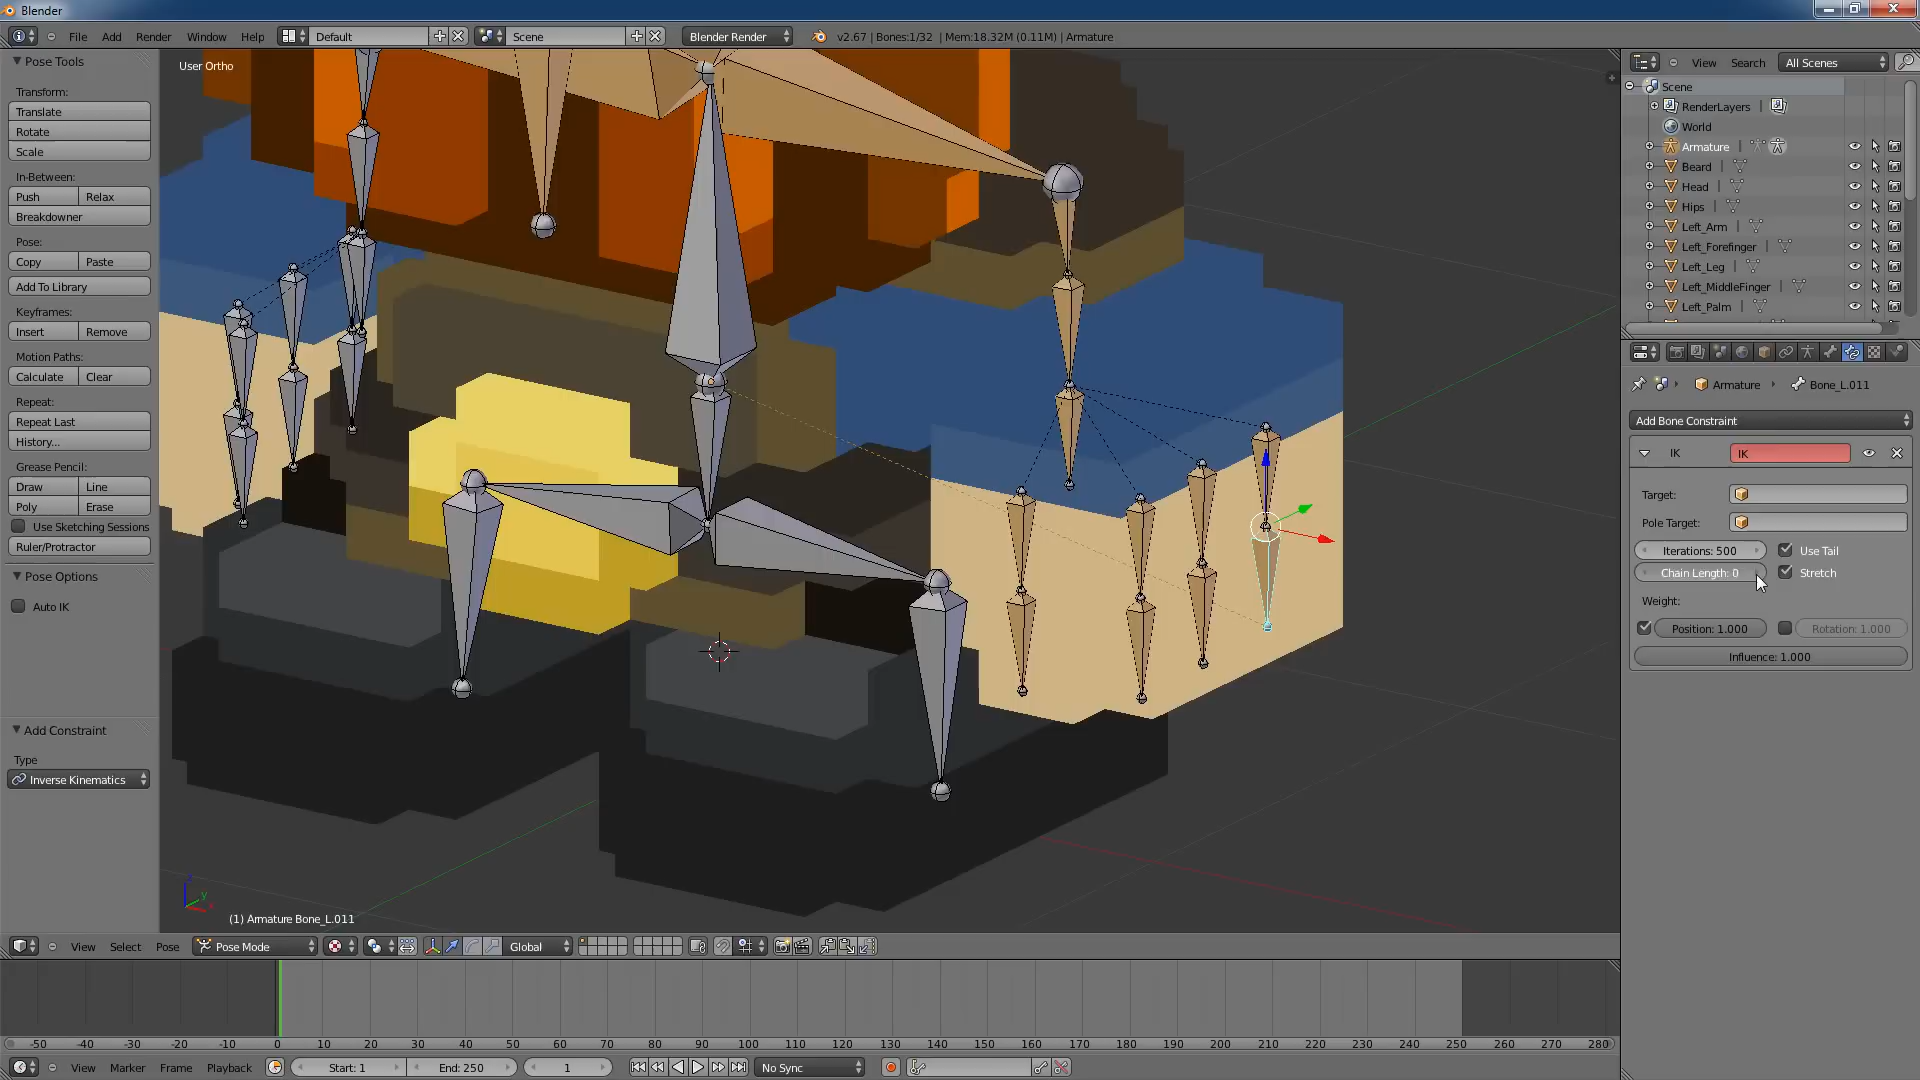 Blender
File Add Render Window Help Default Scene Blender Render v2.67 | Bones:1/32 | Mem:18.32M (0.11M) | Armature
Pose Tools
User Ortho
Transform:
Translate
Rotate
Scale
In-Between:
Push Relax
Breakdowner
Pose:
Copy Paste
Add To Library
Keyframes:
Insert Remove
Motion Paths:
Calculate Clear
Repeat:
Repeat Last
History...
Grease Pencil:
Draw Line
Poly Erase
Use Sketching Sessions
Ruler/Protractor
Pose Options
Auto IK
Add Constraint
Type
Inverse Kinematics
(1) Armature Bone_L.011
View Select Pose Pose Mode Global
View Search All Scenes
Scene
RenderLayers
World
Armature
Beard
Head
Hips
Left_Arm
Left_Forefinger
Left_Leg
Left_MiddleFinger
Left_Palm
Armature Bone_L.011
Add Bone Constraint
IK IK
Target:
Pole Target:
Iterations: 500 Use Tail
Chain Length: 0 Stretch
Weight:
Position: 1.000 Rotation: 1.000
Influence: 1.000
-50 -40 -30 -20 -10 0 10 20 30 40 50 60 70 80 90 100 110 120 130 140 150 160 170 180 190 200 210 220 230 240 250 260 270 280
View Marker Frame Playback Start: 1 End: 250 1 No Sync